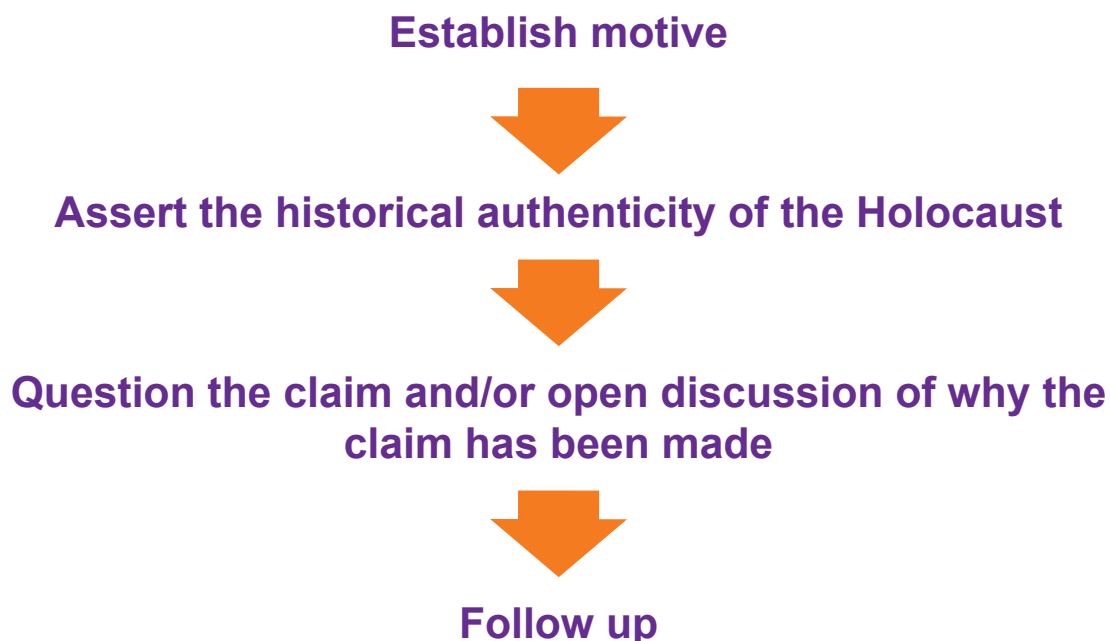 Establish motive
Assert the historical authenticity of the Holocaust
Question the claim and/or open discussion of why the
claim has been made
Follow up